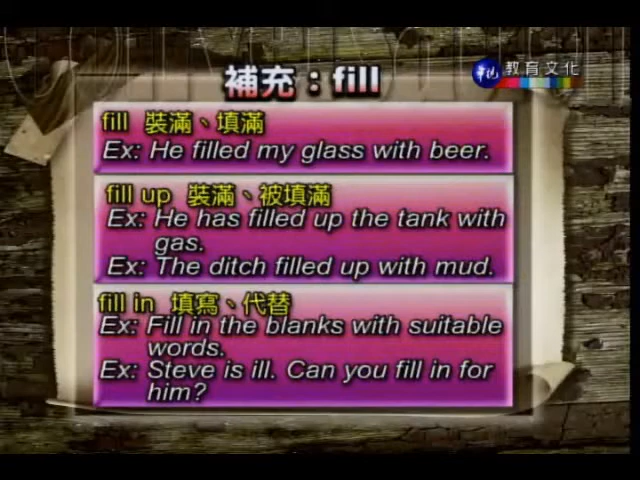 補充：fill
華視 教育文化
fill 裝滿、填滿
Ex: He filled my glass with beer.
fill up 裝滿、被填滿
Ex: He has filled up the tank with
gas.
Ex: The ditch filled up with mud.
fill in 填寫、代替
Ex: Fill in the blanks with suitable
words.
Ex: Steve is ill. Can you fill in for
him?